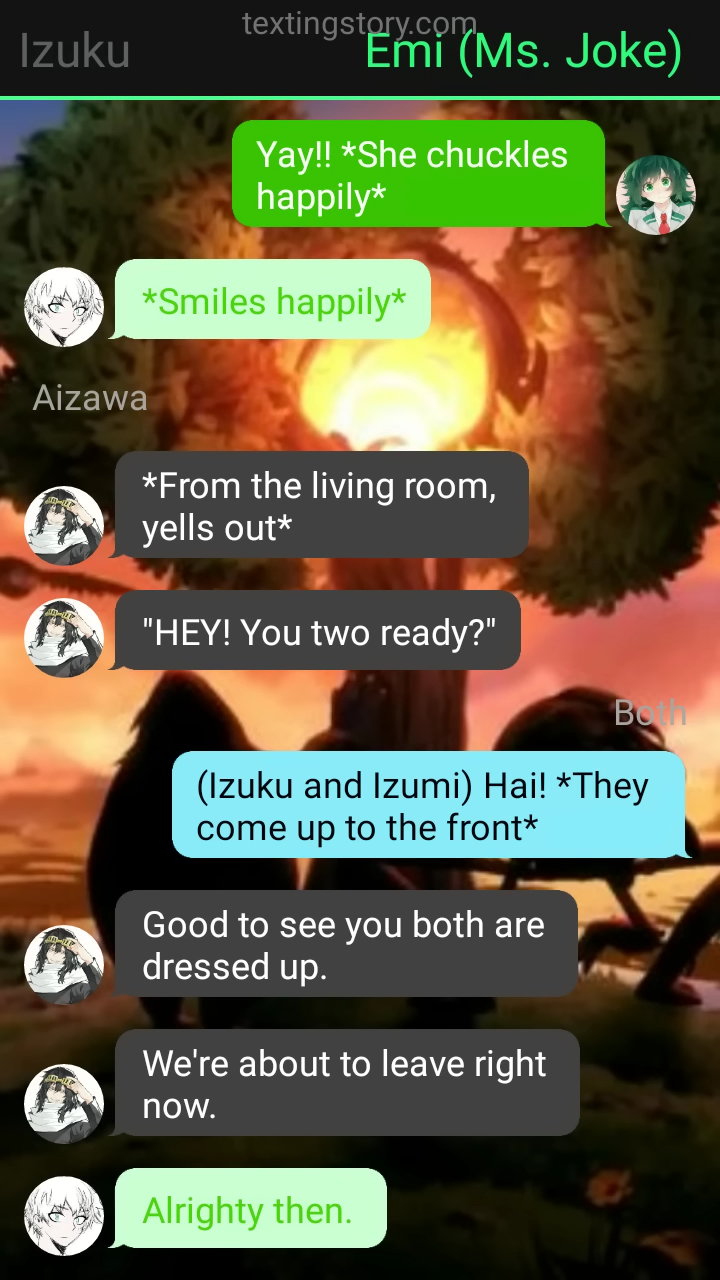 textingstory.com
Izuku
Emi (Ms. Joke)
Yay!! *She chuckles
happily*
*Smiles happily*
Aizawa
*From the living room,
yells out*
"HEY! You two ready?"
Both
(Izuku and Izumi) Hai! *They
come up to the front*
Good to see you both are
dressed up.
We're about to leave right
now.
Alrighty then.